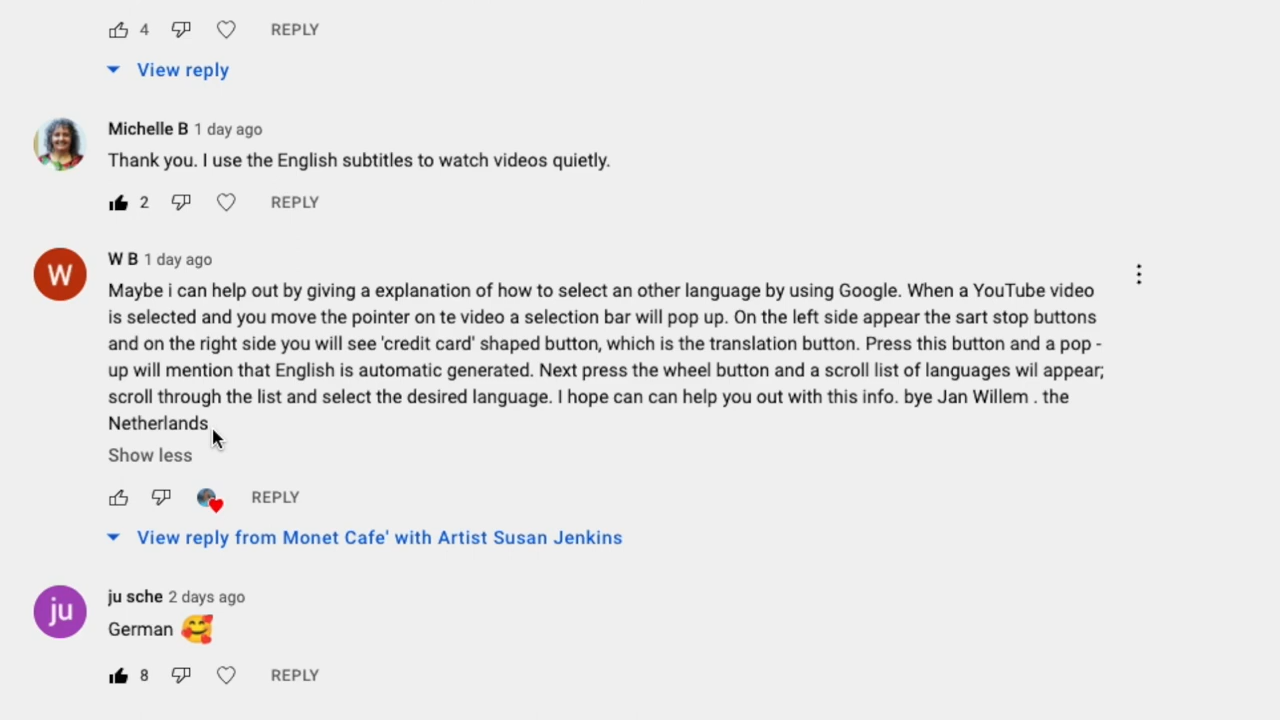 4 REPLY
View reply
Michelle B 1 day ago
Thank you. I use the English subtitles to watch videos quietly.
2 REPLY
W
W B 1 day ago
Maybe i can help out by giving a explanation of how to select an other language by using Google. When a YouTube video
is selected and you move the pointer on te video a selection bar will pop up. On the left side appear the sart stop buttons
and on the right side you will see 'credit card' shaped button, which is the translation button. Press this button and a pop -
up will mention that English is automatic generated. Next press the wheel button and a scroll list of languages wil appear;
scroll through the list and select the desired language. I hope can can help you out with this info. bye Jan Willem . the
Netherlands
Show less
REPLY
View reply from Monet Cafe' with Artist Susan Jenkins
ju
ju sche 2 days ago
German 🥰
8 REPLY